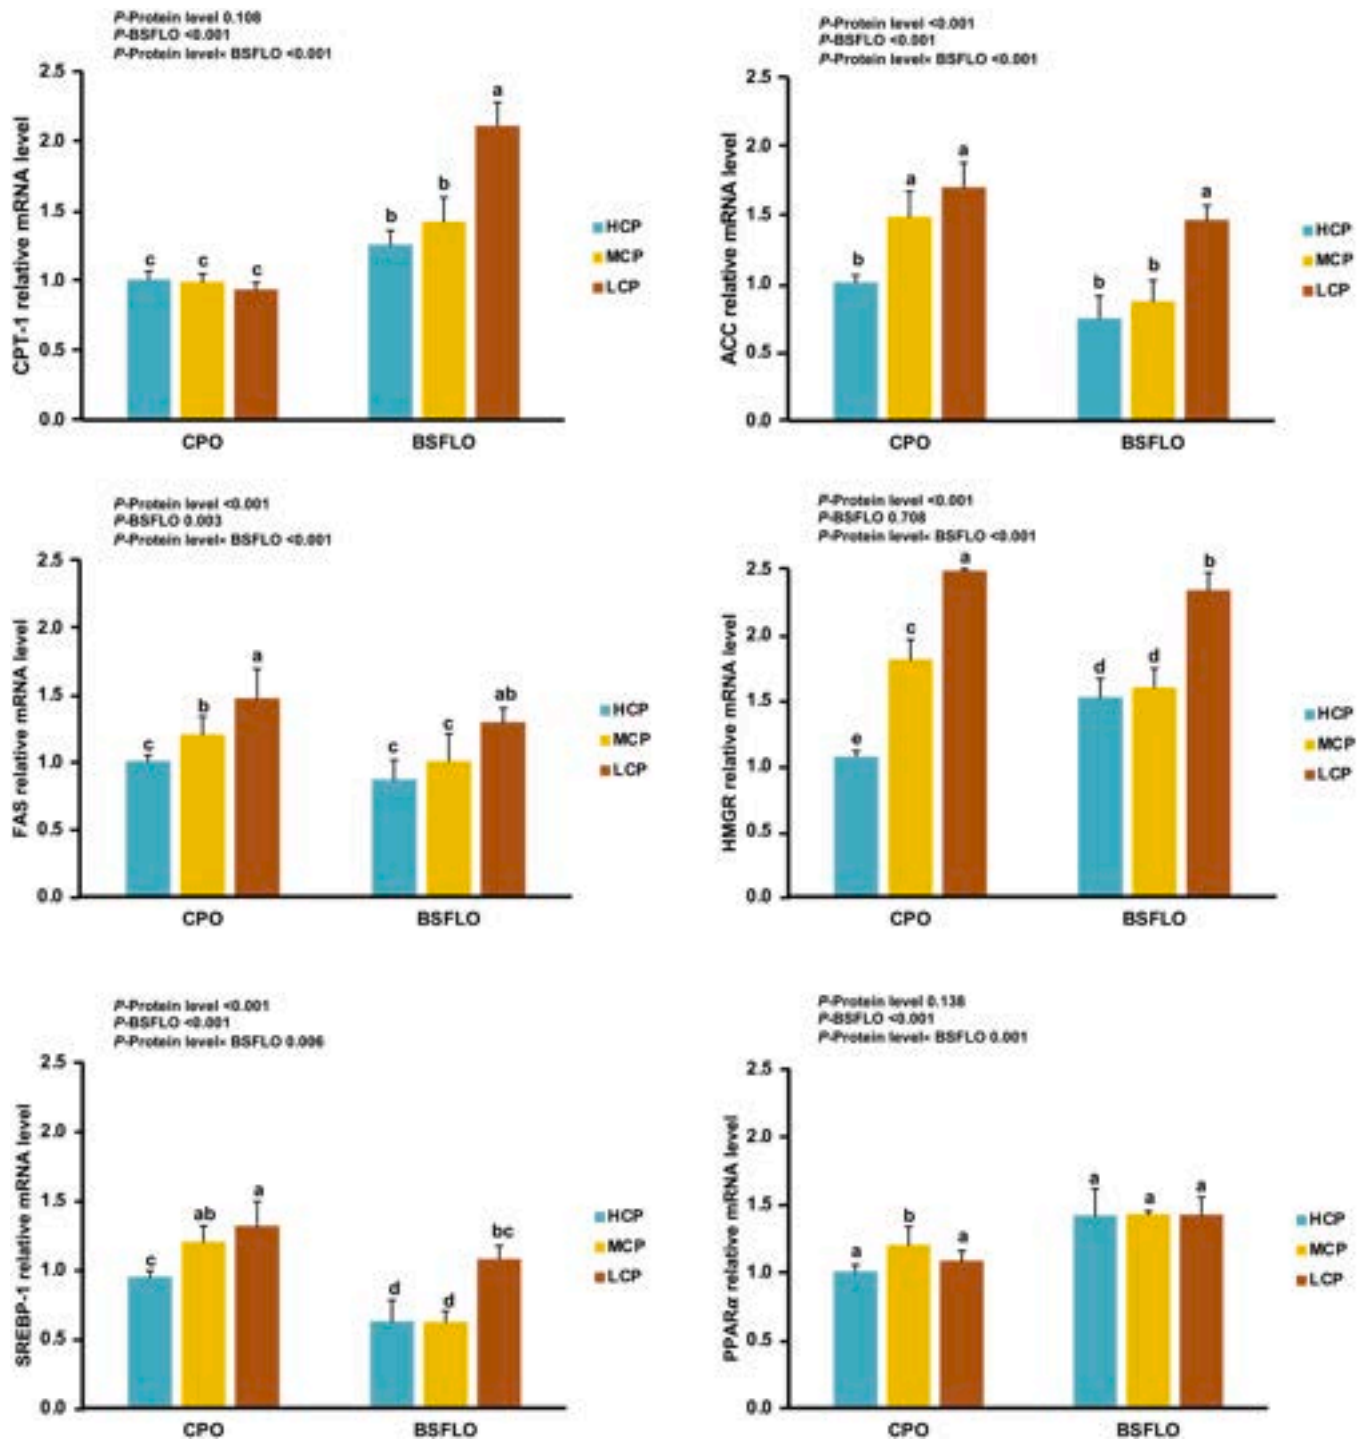 P-Protein level 0.108
P-BSFLO <0.001
P-Protein level× BSFLO <0.001
CPT-1 relative mRNA level
2.5
2.0
1.5
1.0
0.5
0.0
c
c
c
b
b
a
CPO
BSFLO
HCP
MCP
LCP
P-Protein level <0.001
P-BSFLO <0.001
P-Protein level× BSFLO <0.001
ACC relative mRNA level
2.5
2.0
1.5
1.0
0.5
0.0
b
a
a
b
b
a
CPO
BSFLO
HCP
MCP
LCP
P-Protein level <0.001
P-BSFLO 0.003
P-Protein level× BSFLO <0.001
FAS relative mRNA level
2.5
2.0
1.5
1.0
0.5
0.0
c
b
a
c
c
ab
CPO
BSFLO
HCP
MCP
LCP
P-Protein level <0.001
P-BSFLO 0.708
P-Protein level× BSFLO <0.001
HMGR relative mRNA level
2.5
2.0
1.5
1.0
0.5
0.0
e
c
a
d
d
b
CPO
BSFLO
HCP
MCP
LCP
P-Protein level <0.001
P-BSFLO <0.001
P-Protein level× BSFLO 0.006
SREBP-1 relative mRNA level
2.5
2.0
1.5
1.0
0.5
0.0
c
ab
a
d
d
bc
CPO
BSFLO
HCP
MCP
LCP
P-Protein level 0.138
P-BSFLO <0.001
P-Protein level× BSFLO 0.001
PPARα relative mRNA level
2.5
2.0
1.5
1.0
0.5
0.0
a
b
a
a
a
a
CPO
BSFLO
HCP
MCP
LCP